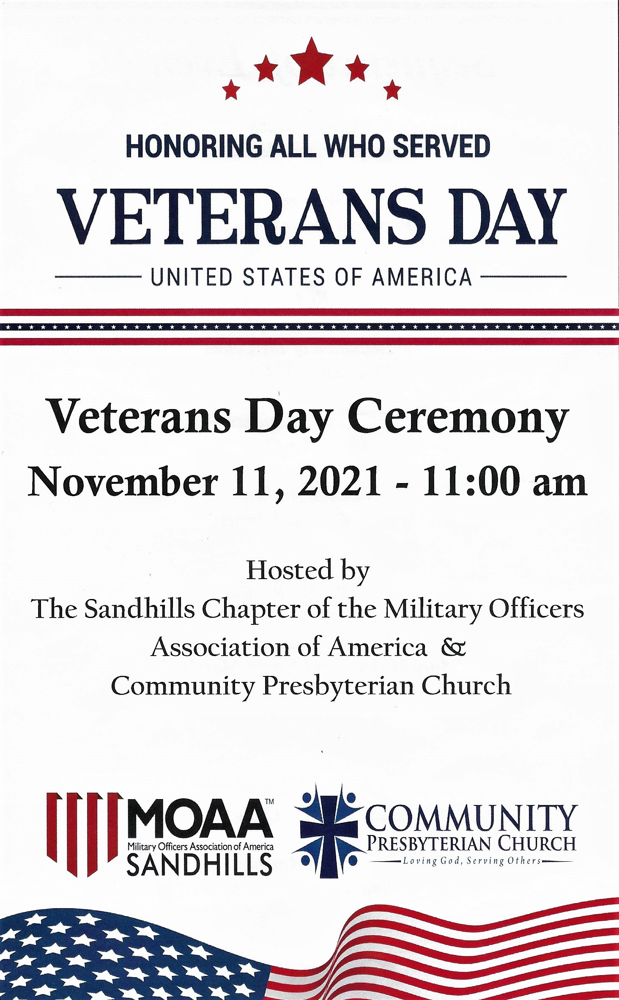 HONORING ALL WHO SERVED
VETERANS DAY
UNITED STATES OF AMERICA
Veterans Day Ceremony
November 11, 2021 - 11:00 am
Hosted by
The Sandhills Chapter of the Military Officers
Association of America &
Community Presbyterian Church
MOAA™
Military Officers Association of America
SANDHILLS
COMMUNITY
PRESBYTERIAN CHURCH
Loving God, Serving Others